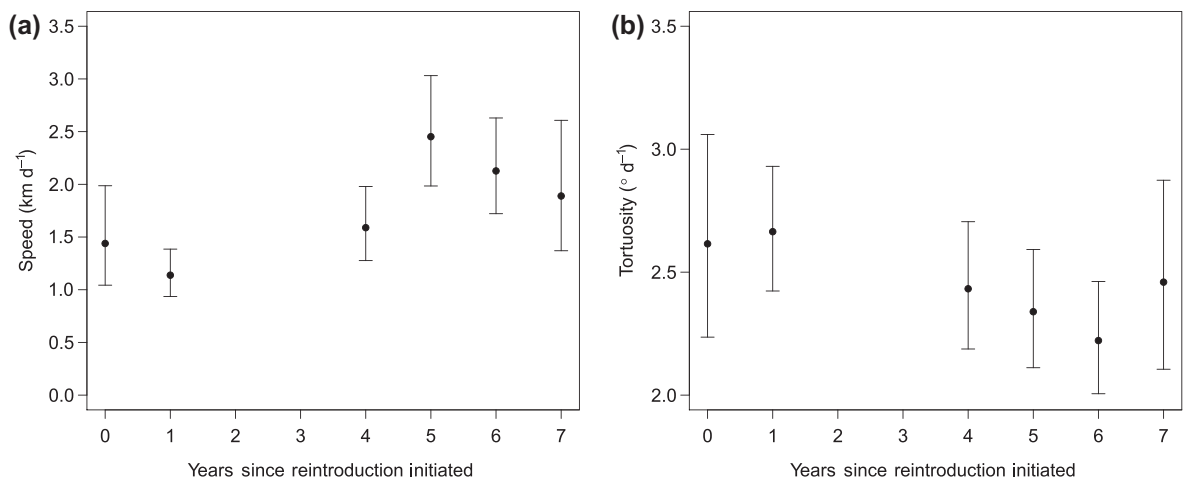 (a)
3.5
3.0
2.5
2.0
1.5
1.0
0.5
0.0
Speed (km d⁻¹)
0 1 2 3 4 5 6 7
Years since reintroduction initiated
(b)
3.5
3.0
2.5
2.0
Tortuosity (° d⁻¹)
0 1 2 3 4 5 6 7
Years since reintroduction initiated